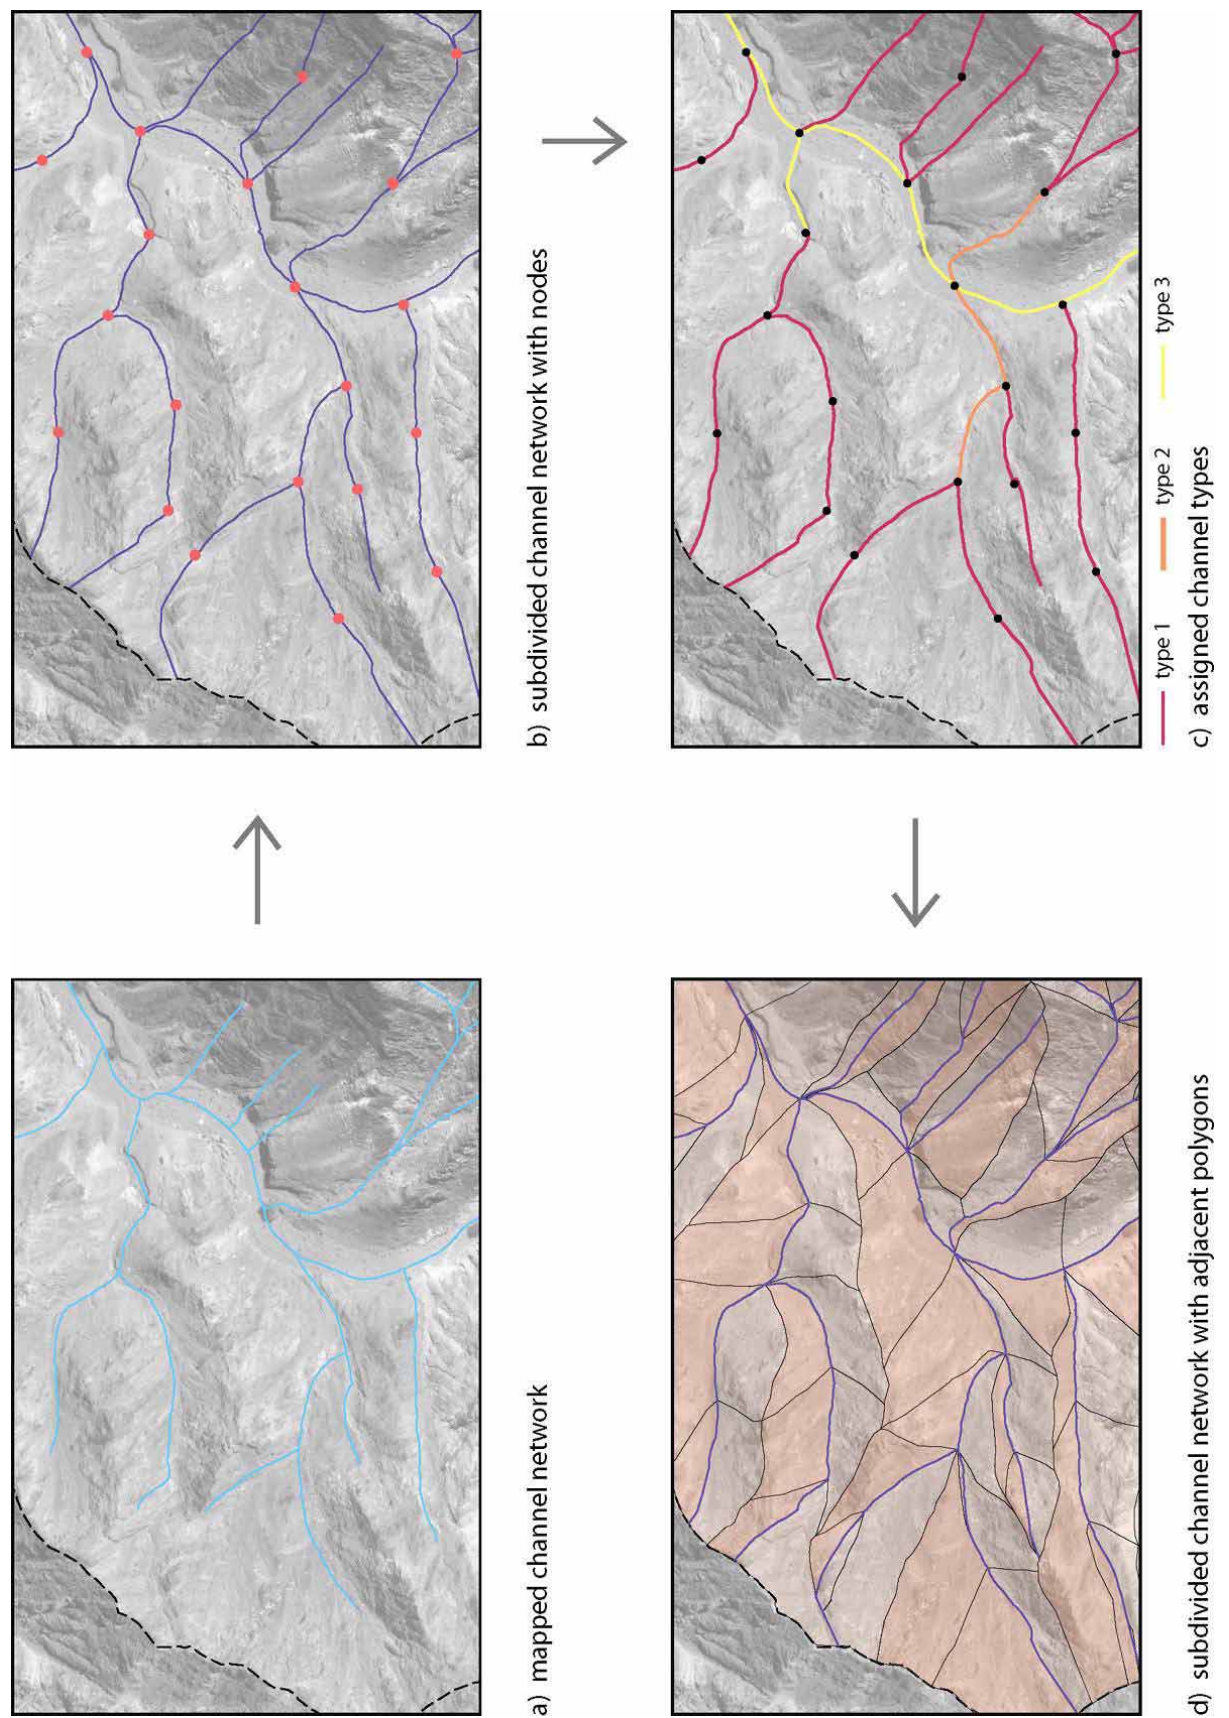 a) mapped channel network
b) subdivided channel network with nodes
type 1 type 2 type 3
c) assigned channel types
d) subdivided channel network with adjacent polygons